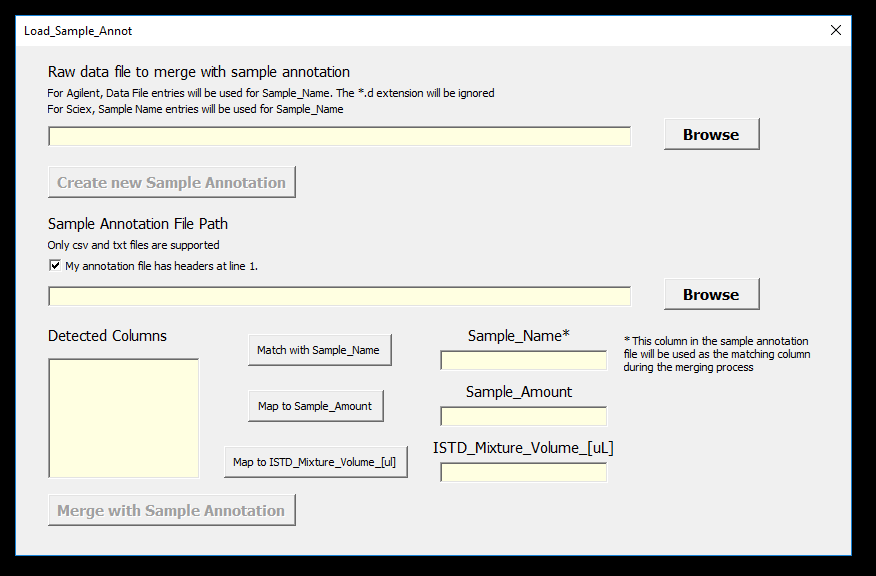 Load_Sample_Annot
Raw data file to merge with sample annotation
For Agilent, Data File entries will be used for Sample_Name. The *.d extension will be ignored
For Sciex, Sample Name entries will be used for Sample_Name
Browse
Create new Sample Annotation
Sample Annotation File Path
Only csv and txt files are supported
My annotation file has headers at line 1.
Browse
Detected Columns
Match with Sample_Name
Sample_Name*
* This column in the sample annotation
file will be used as the matching column
during the merging process
Map to Sample_Amount
Sample_Amount
Map to ISTD_Mixture_Volume_[ul]
ISTD_Mixture_Volume_[uL]
Merge with Sample Annotation